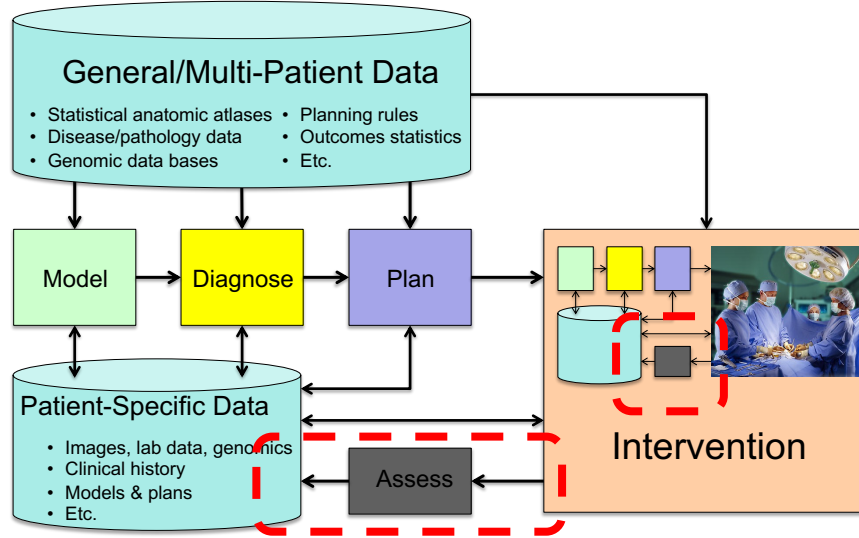 General/Multi-Patient Data
• Statistical anatomic atlases
• Disease/pathology data
• Genomic data bases
• Planning rules
• Outcomes statistics
• Etc.
Model
Diagnose
Plan
Patient-Specific Data
• Images, lab data, genomics
• Clinical history
• Models & plans
• Etc.
Assess
Intervention